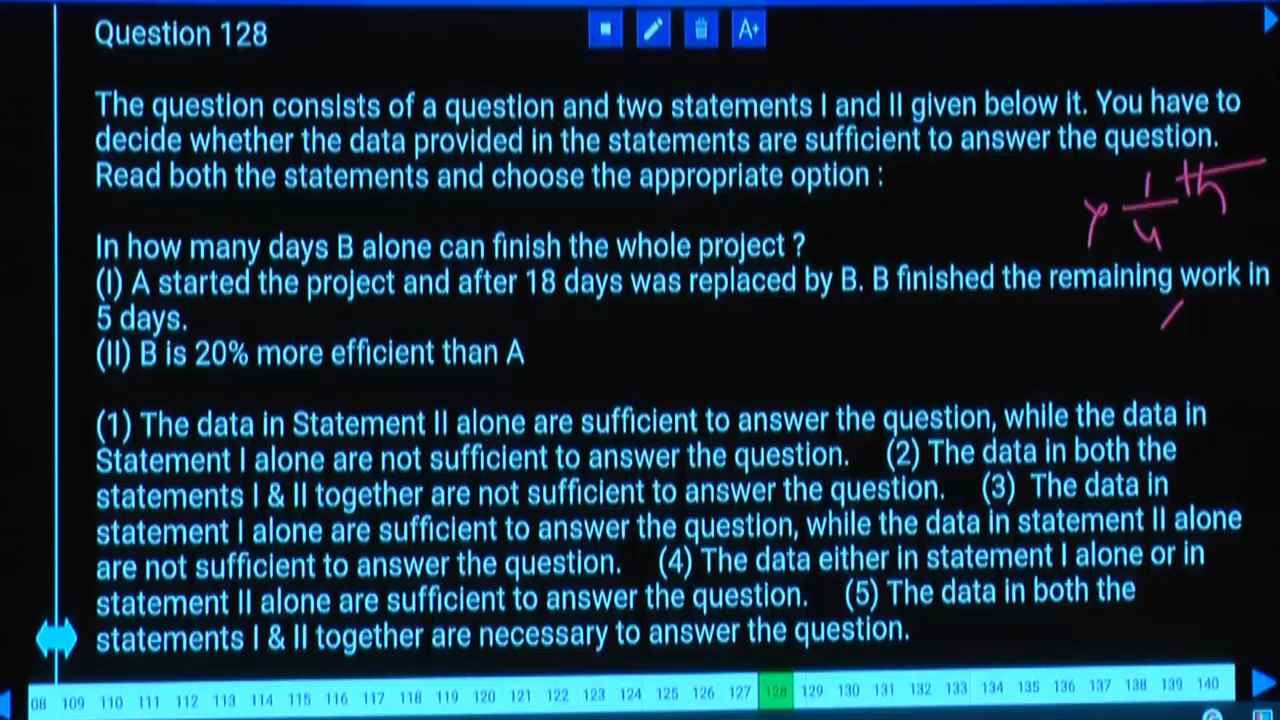 Question 128
A+
The question consists of a question and two statements I and II given below it. You have to
decide whether the data provided in the statements are sufficient to answer the question.
Read both the statements and choose the appropriate option :
1/4 th
In how many days B alone can finish the whole project ?
(I) A started the project and after 18 days was replaced by B. B finished the remaining work in
5 days.
(II) B is 20% more efficient than A
(1) The data in Statement II alone are sufficient to answer the question, while the data in
Statement I alone are not sufficient to answer the question. (2) The data in both the
statements I & II together are not sufficient to answer the question. (3) The data in
statement I alone are sufficient to answer the question, while the data in statement II alone
are not sufficient to answer the question. (4) The data either in statement I alone or in
statement II alone are sufficient to answer the question. (5) The data in both the
statements I & II together are necessary to answer the question.
08 109 110 111 112 113 114 115 116 117 118 119 120 121 122 123 124 125 126 127 128 129 130 131 132 133 134 135 136 137 138 139 140